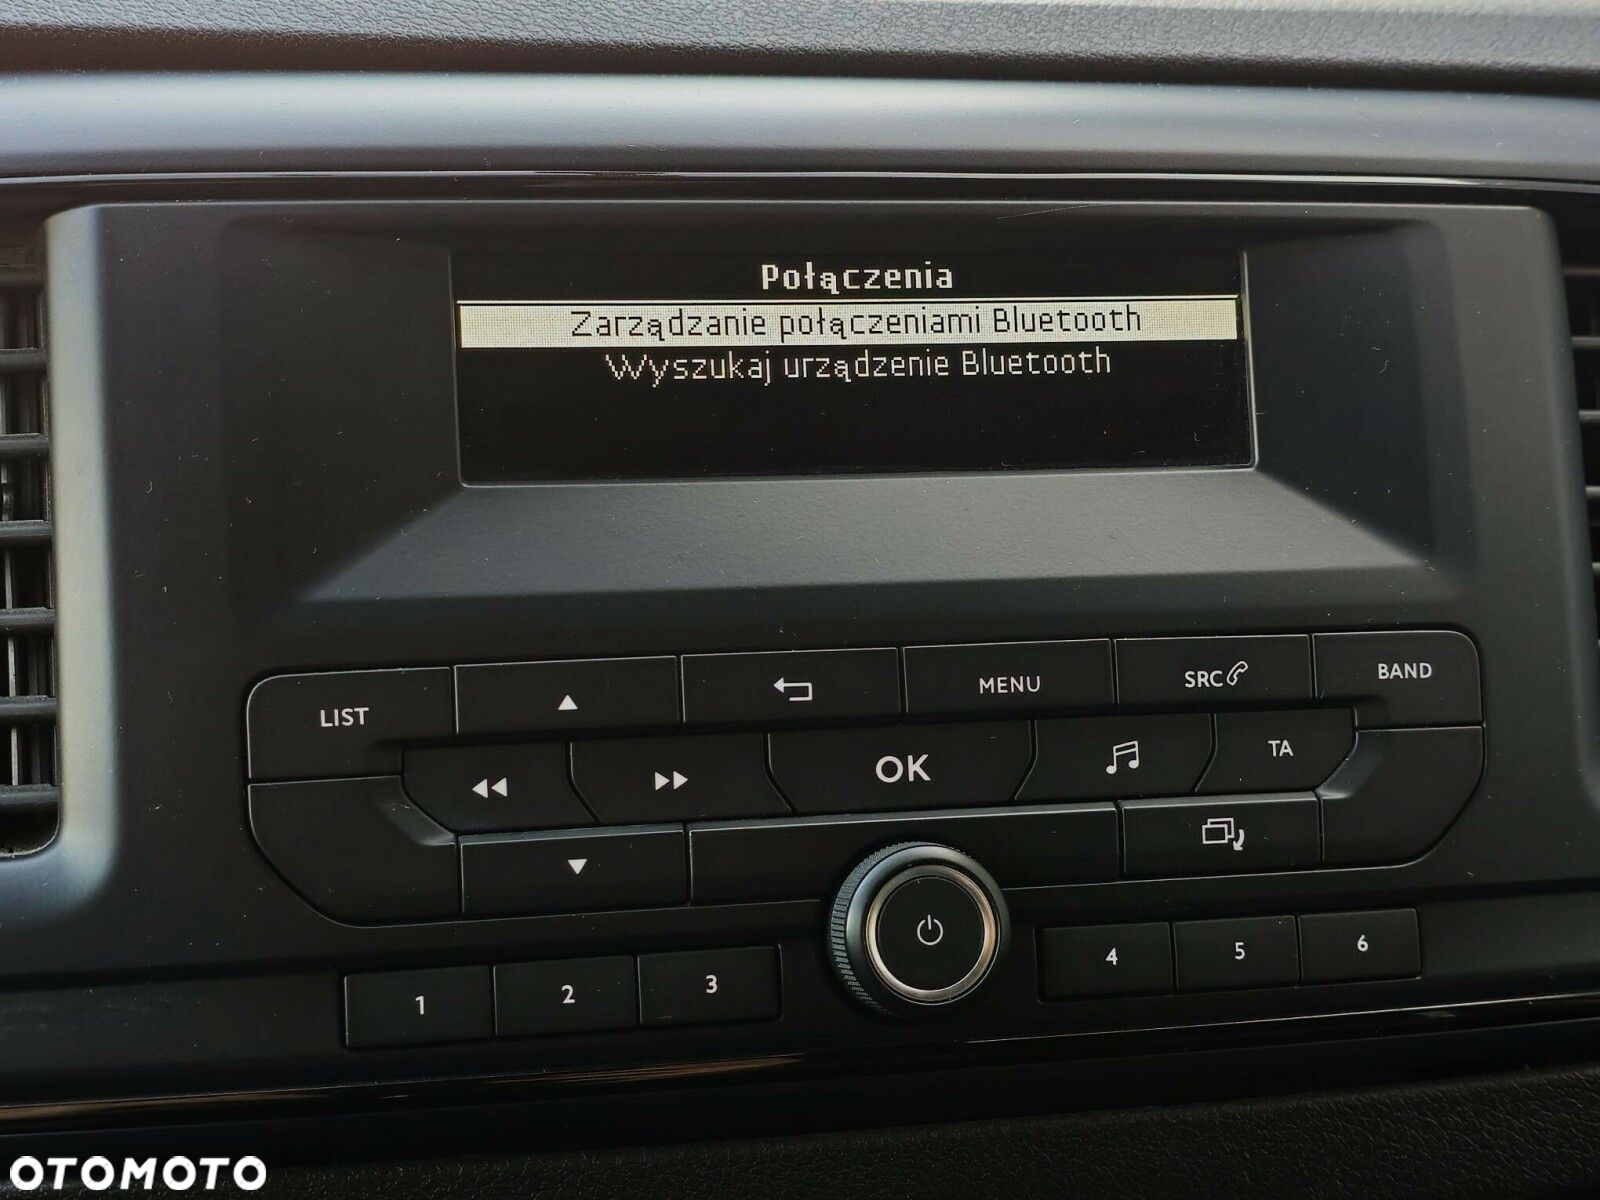 Połączenia
Zarządzanie połączeniami Bluetooth
Wyszukaj urządzenie Bluetooth
LIST
MENU
SRC
BAND
OK
TA
1
2
3
4
5
6
OTOMOTO